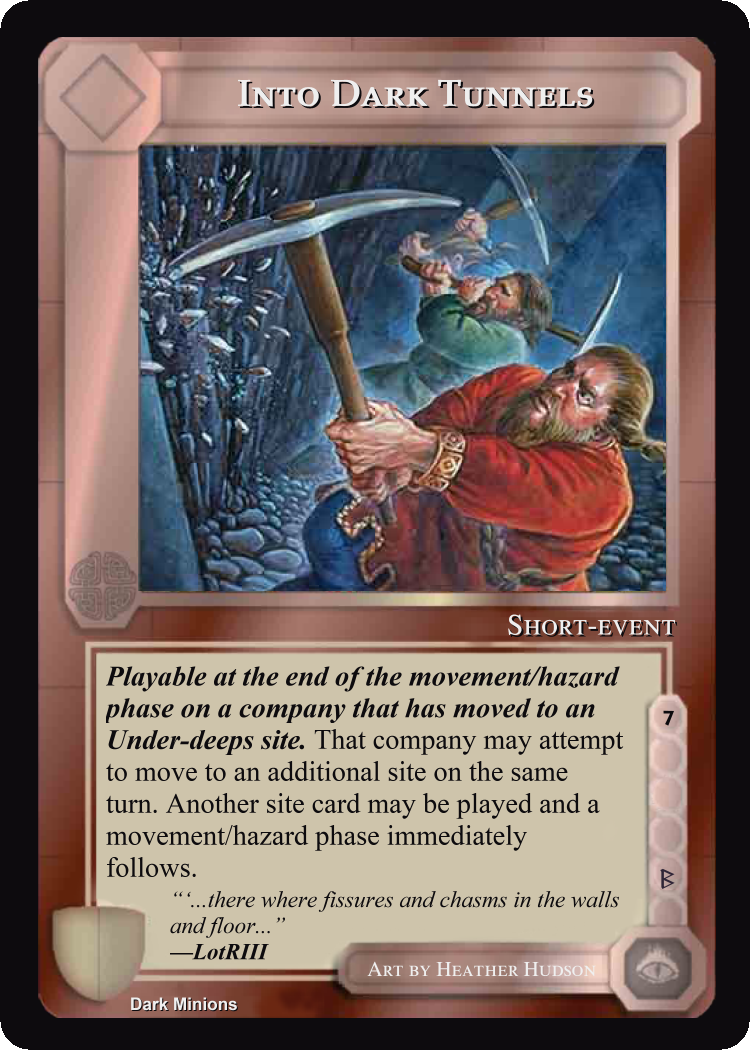 Into Dark Tunnels
Short-event
Playable at the end of the movement/hazard
phase on a company that has moved to an
Under-deeps site. That company may attempt
to move to an additional site on the same
turn. Another site card may be played and a
movement/hazard phase immediately
follows.
7
ᛒ
“‘...there where fissures and chasms in the walls
and floor...”
—LotRIII
Art by Heather Hudson
Dark Minions